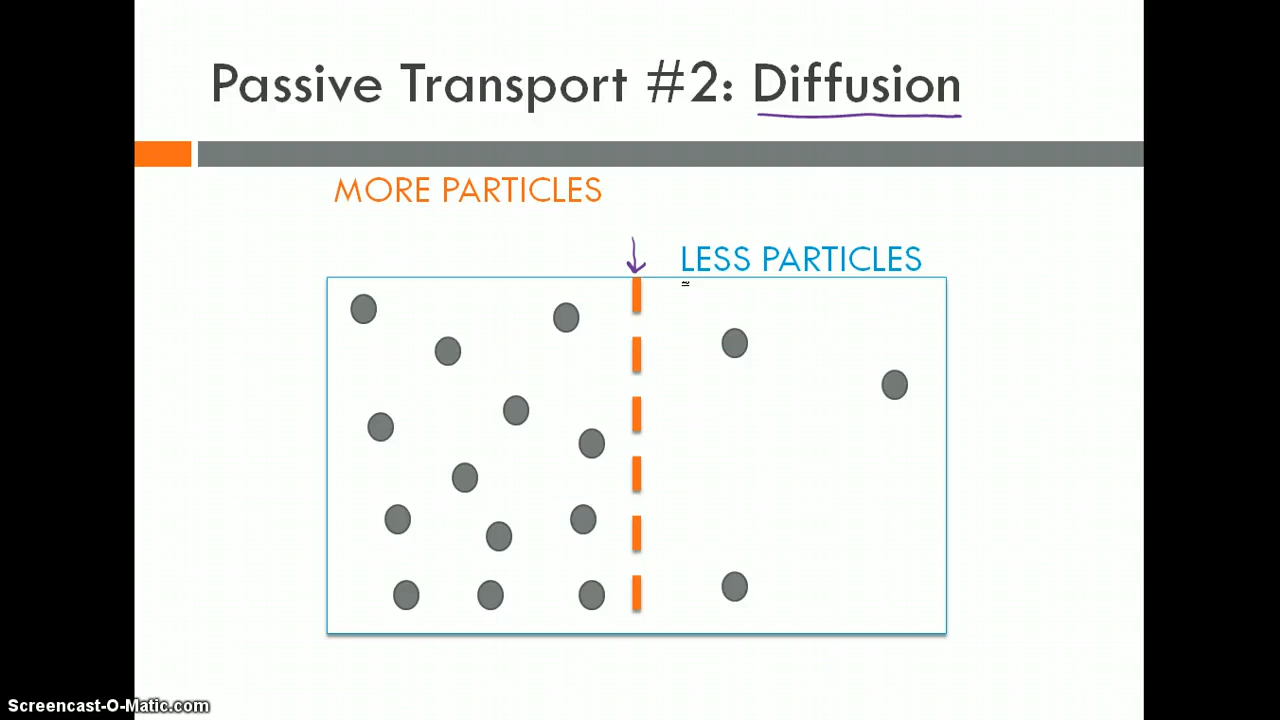 Passive Transport #2: Diffusion
MORE PARTICLES
LESS PARTICLES
Screencast-O-Matic.com